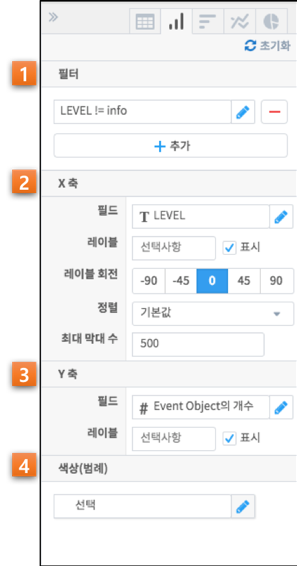 초기화
1 필터
LEVEL != info
추가
2 X 축
필드 T LEVEL
레이블 선택사항 표시
레이블 회전 -90 -45 0 45 90
정렬 기본값
최대 막대 수 500
3 Y 축
필드 # Event Object의 개수
레이블 선택사항 표시
4 색상(범례)
선택